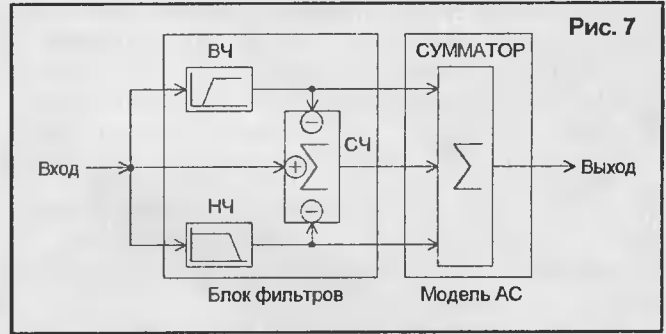 Рис. 7
ВЧ
СУММАТОР
−
Вход
+
Σ
СЧ
Σ
Выход
−
НЧ
Блок фильтров
Модель АС